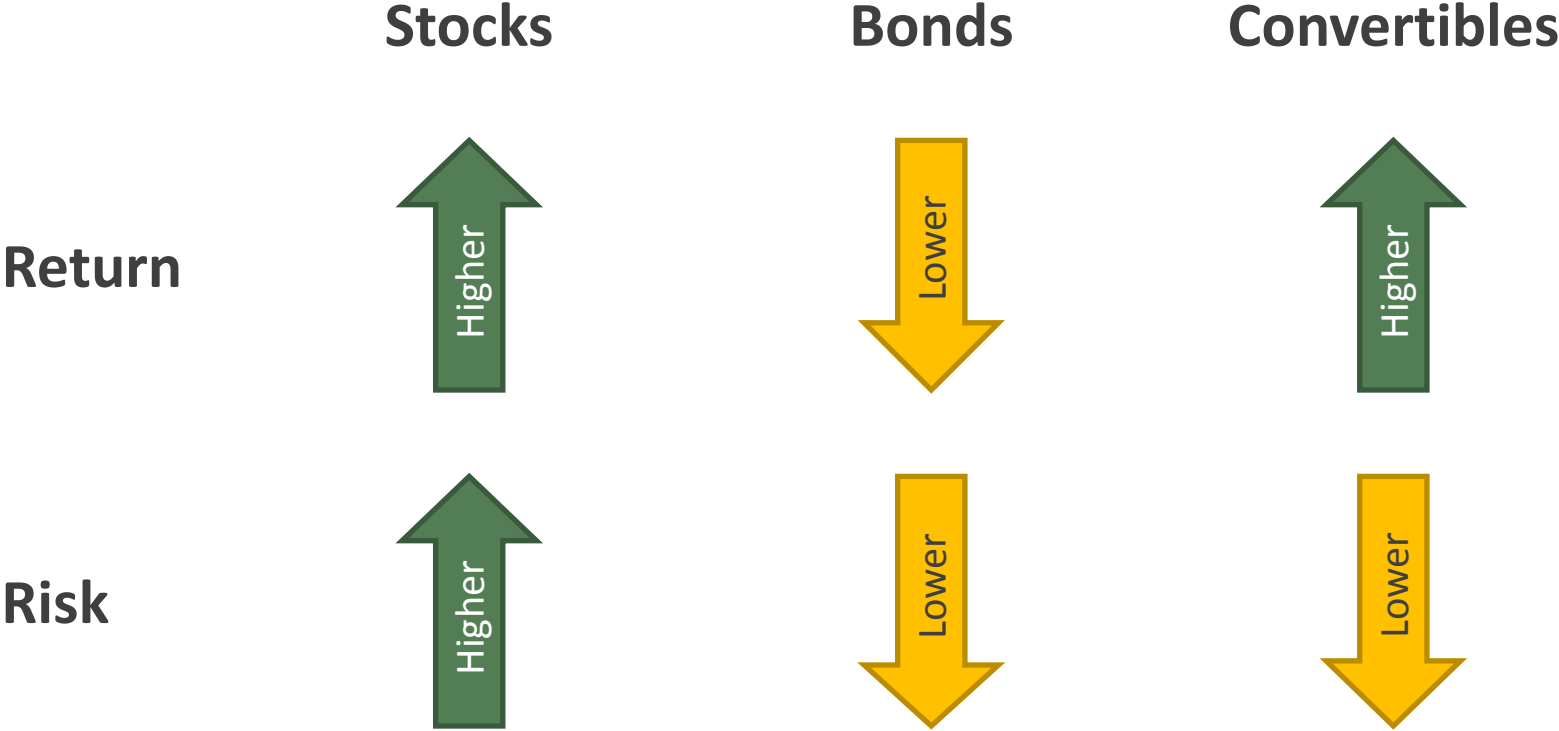 Stocks Bonds Convertibles
Return Higher Lower Higher
Risk Higher Lower Lower